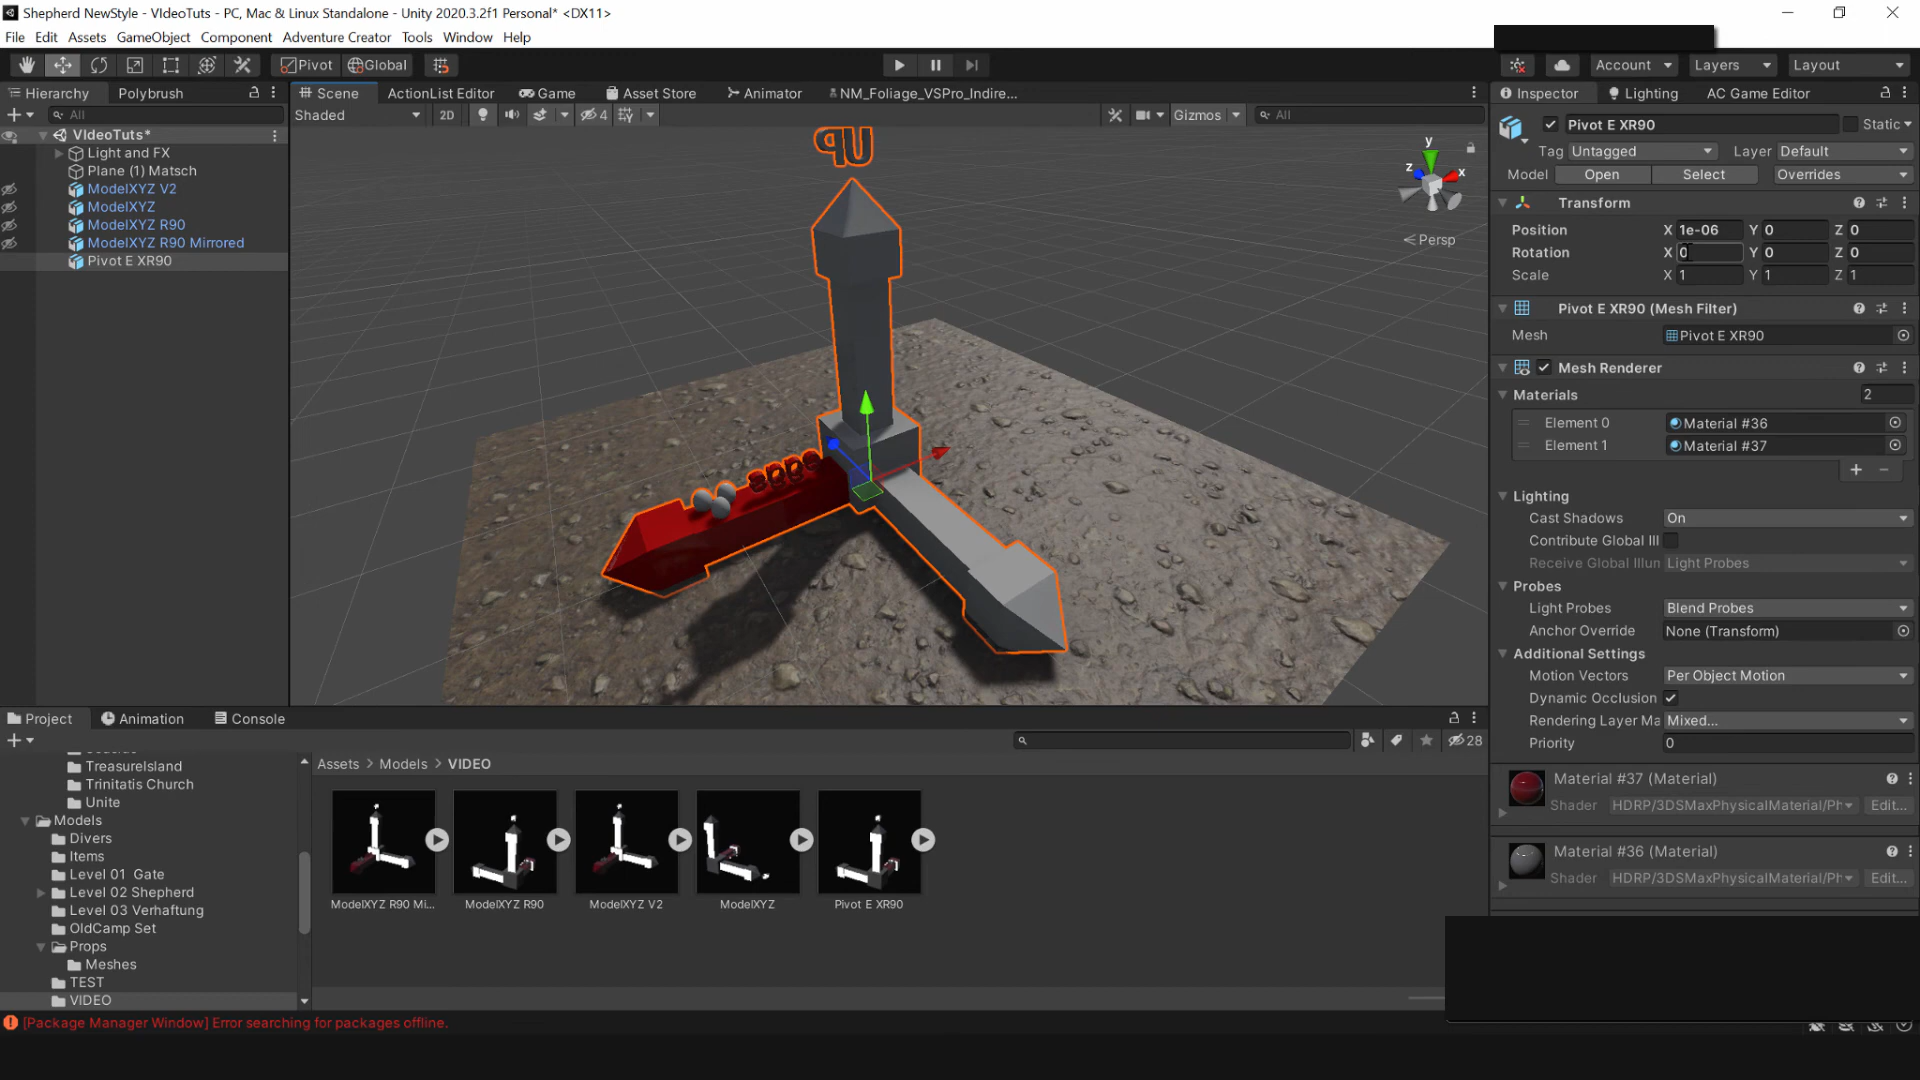 Shepherd NewStyle - VIdeoTuts - PC, Mac & Linux Standalone - Unity 2020.3.2f1 Personal* <DX11>
File Edit Assets GameObject Component Adventure Creator Tools Window Help
Pivot Global Account Layers Layout
Hierarchy Polybrush Scene ActionList Editor Game Asset Store Animator NM_Foliage_VSPro_Indire... Inspector Lighting AC Game Editor
All Shaded 2D 4 Gizmos All
VIdeoTuts*
Light and FX
Plane (1) Matsch
ModelXYZ V2
ModelXYZ
ModelXYZ R90
ModelXYZ R90 Mirrored
Pivot E XR90
UP
y
z x
Persp
Pivot E XR90 Static
Tag Untagged Layer Default
Model Open Select Overrides
Transform
Position X 1e-06 Y 0 Z 0
Rotation X 0 Y 0 Z 0
Scale X 1 Y 1 Z 1
Pivot E XR90 (Mesh Filter)
Mesh Pivot E XR90
Mesh Renderer
Materials 2
Element 0 Material #36
Element 1 Material #37
Lighting
Cast Shadows On
Contribute Global Ill
Receive Global Illun Light Probes
Probes
Light Probes Blend Probes
Anchor Override None (Transform)
Additional Settings
Motion Vectors Per Object Motion
Dynamic Occlusion
Rendering Layer Ma Mixed...
Priority 0
Material #37 (Material)
Shader HDRP/3DSMaxPhysicalMaterial/Ph Edit...
Material #36 (Material)
Shader HDRP/3DSMaxPhysicalMaterial/Ph Edit...
Project Animation Console
28
TreasureIsland
Trinitatis Church
Unite
Models
Divers
Items
Level 01 Gate
Level 02 Shepherd
Level 03 Verhaftung
OldCamp Set
Props
Meshes
TEST
VIDEO
Assets > Models > VIDEO
ModelXYZ R90 Mi... ModelXYZ R90 ModelXYZ V2 ModelXYZ Pivot E XR90
[Package Manager Window] Error searching for packages offline.